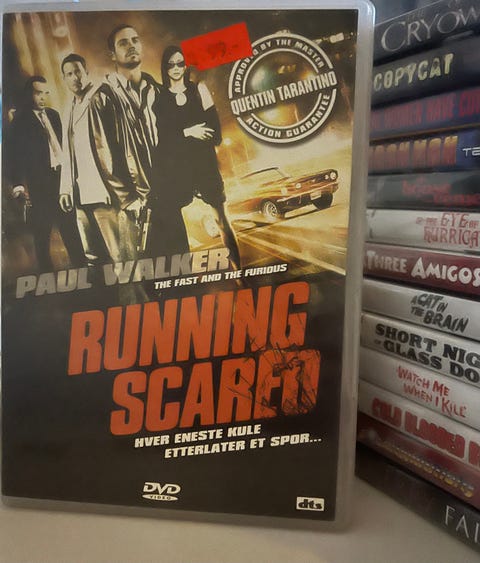 APPROVED BY THE MASTER
QUENTIN TARANTINO
ACTION GUARANTEE
PAUL WALKER
THE FAST AND THE FURIOUS
RUNNING
SCARED
HVER ENESTE KULE
ETTERLATER ET SPOR...
DVD
VIDEO
dts
CRYOW
COPYCAT
EYE OF
HURRICA
THREE AMIGOS
A CAT IN
THE BRAIN
SHORT NIG
OF GLASS DO
WATCH ME
WHEN I KILL
COLD BLOODED
FAI